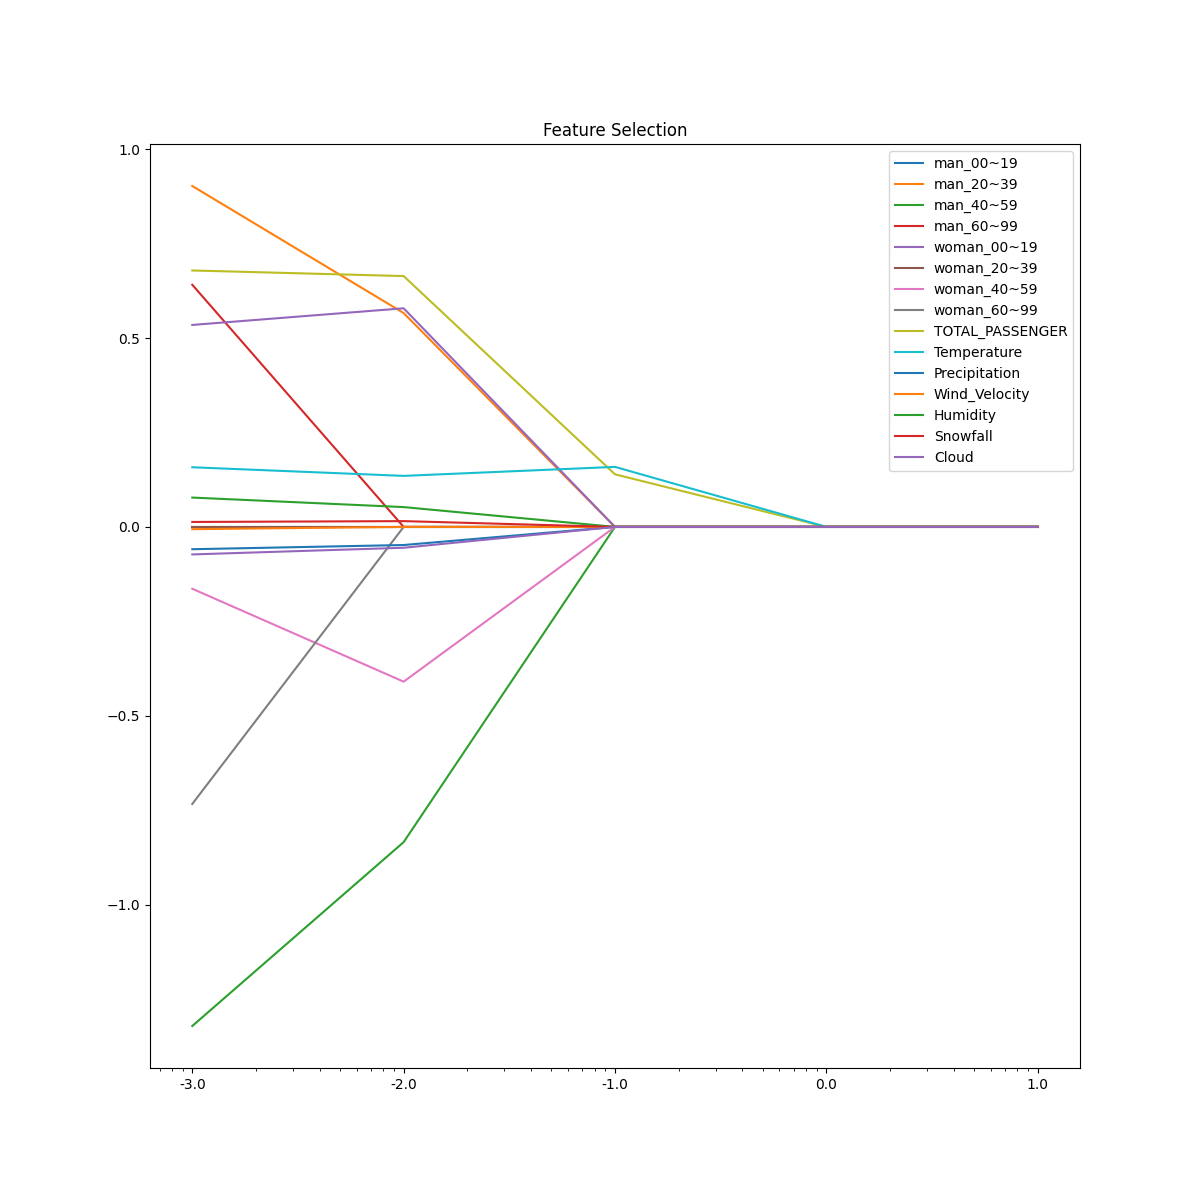 Feature Selection
1.0
0.5
0.0
−0.5
−1.0
man_00~19
man_20~39
man_40~59
man_60~99
woman_00~19
woman_20~39
woman_40~59
woman_60~99
TOTAL_PASSENGER
Temperature
Precipitation
Wind_Velocity
Humidity
Snowfall
Cloud
-3.0 -2.0 -1.0 0.0 1.0